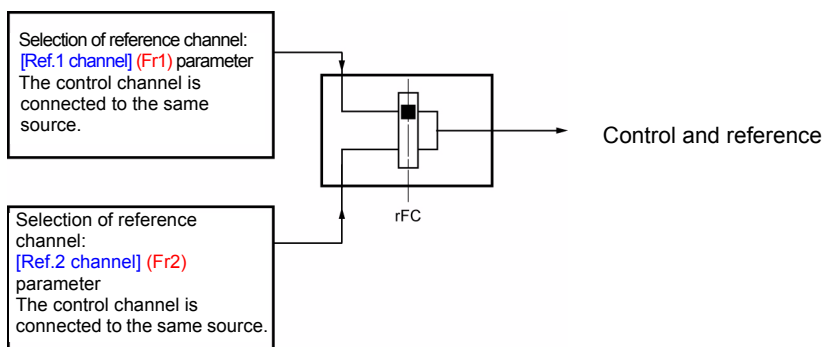 Selection of reference channel:
[Ref.1 channel] (Fr1) parameter
The control channel is
connected to the same
source.
Control and reference
rFC
Selection of reference
channel:
[Ref.2 channel] (Fr2)
parameter
The control channel is
connected to the same source.